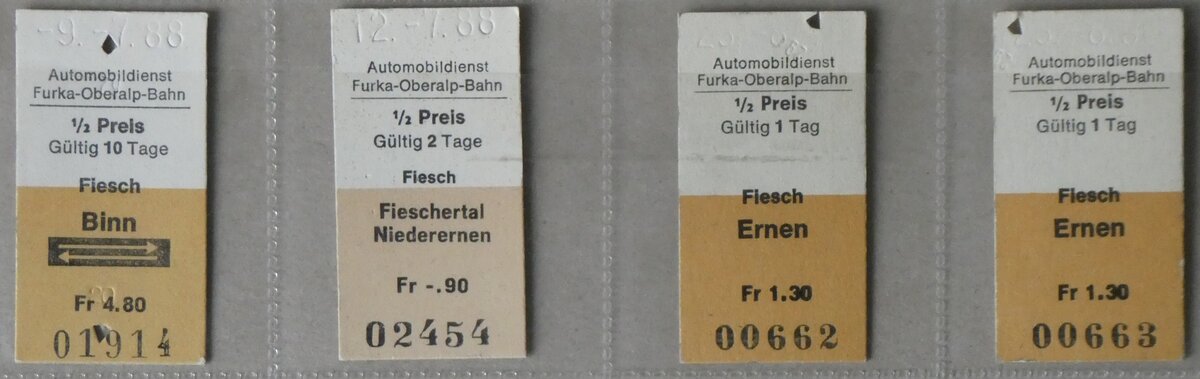 -9.-7.88
Automobildienst
Furka-Oberalp-Bahn
½ Preis
Gültig 10 Tage
Fiesch
Binn
Fr 4.80
01914
12.-7.88
Automobildienst
Furka-Oberalp-Bahn
½ Preis
Gültig 2 Tage
Fiesch
Fieschertal
Niederernen
Fr -.90
02454
Automobildienst
Furka-Oberalp-Bahn
½ Preis
Gültig 1 Tag
Fiesch
Ernen
Fr 1.30
00662
Automobildienst
Furka-Oberalp-Bahn
½ Preis
Gültig 1 Tag
Fiesch
Ernen
Fr 1.30
00663